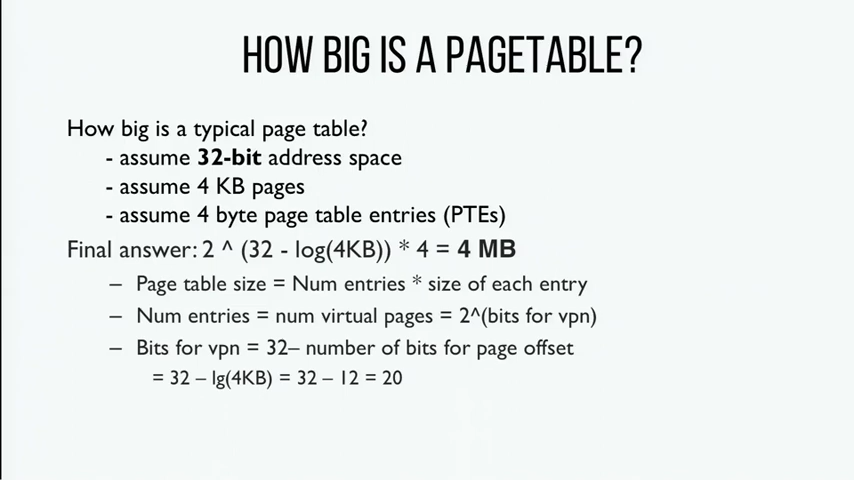 HOW BIG IS A PAGETABLE?
How big is a typical page table?
- assume 32-bit address space
- assume 4 KB pages
- assume 4 byte page table entries (PTEs)
Final answer: 2 ^ (32 - log(4KB)) * 4 = 4 MB
– Page table size = Num entries * size of each entry
– Num entries = num virtual pages = 2^(bits for vpn)
– Bits for vpn = 32– number of bits for page offset
= 32 – lg(4KB) = 32 – 12 = 20